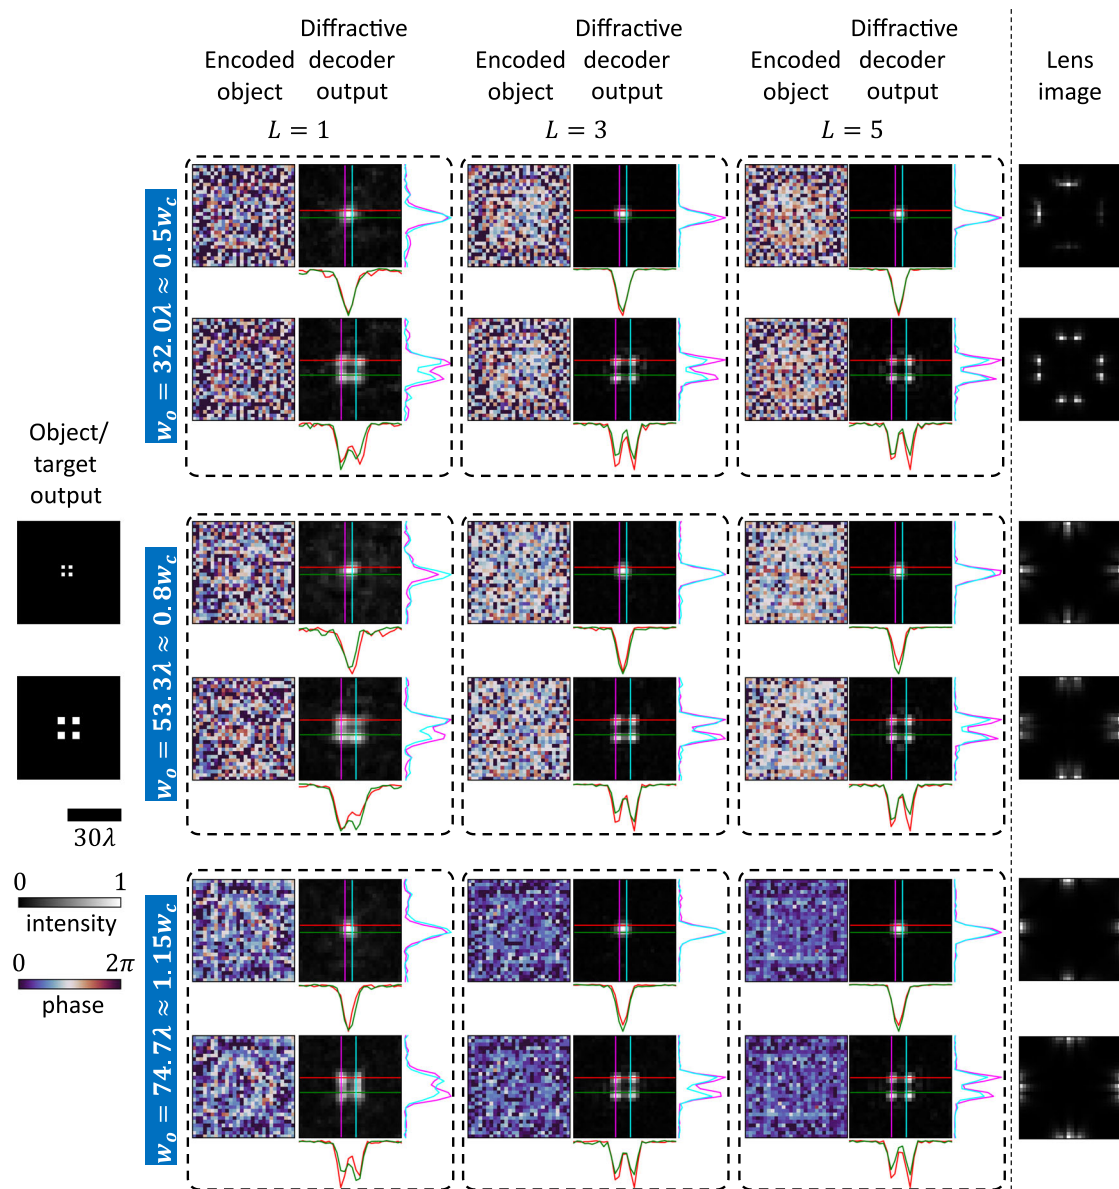 Encoded object
Diffractive decoder output
Encoded object
Diffractive decoder output
Encoded object
Diffractive decoder output
Lens image
L = 1
L = 3
L = 5
w_o = 32.0λ ≈ 0.5w_c
Object/
target
output
w_o = 53.3λ ≈ 0.8w_c
30λ
0 1
intensity
0 2π
phase
w_o = 74.7λ ≈ 1.15w_c